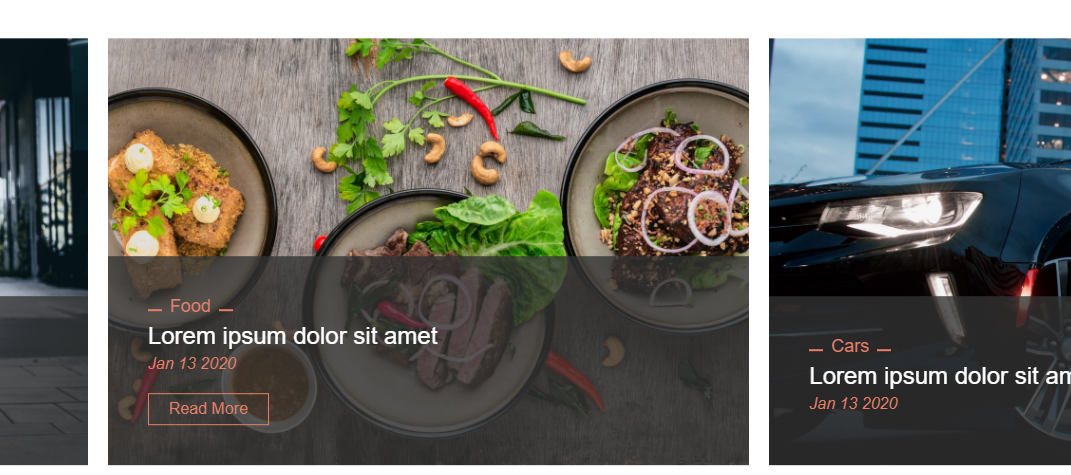 Food
Lorem ipsum dolor sit amet
Jan 13 2020
Read More
Cars
Lorem ipsum dolor sit am
Jan 13 2020